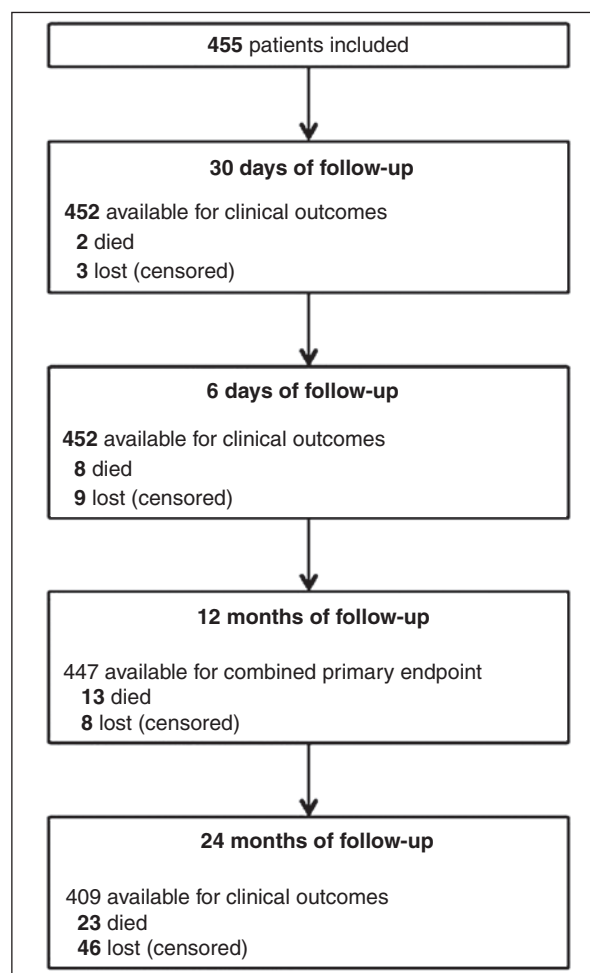 455 patients included
30 days of follow-up
452 available for clinical outcomes
2 died
3 lost (censored)
6 days of follow-up
452 available for clinical outcomes
8 died
9 lost (censored)
12 months of follow-up
447 available for combined primary endpoint
13 died
8 lost (censored)
24 months of follow-up
409 available for clinical outcomes
23 died
46 lost (censored)